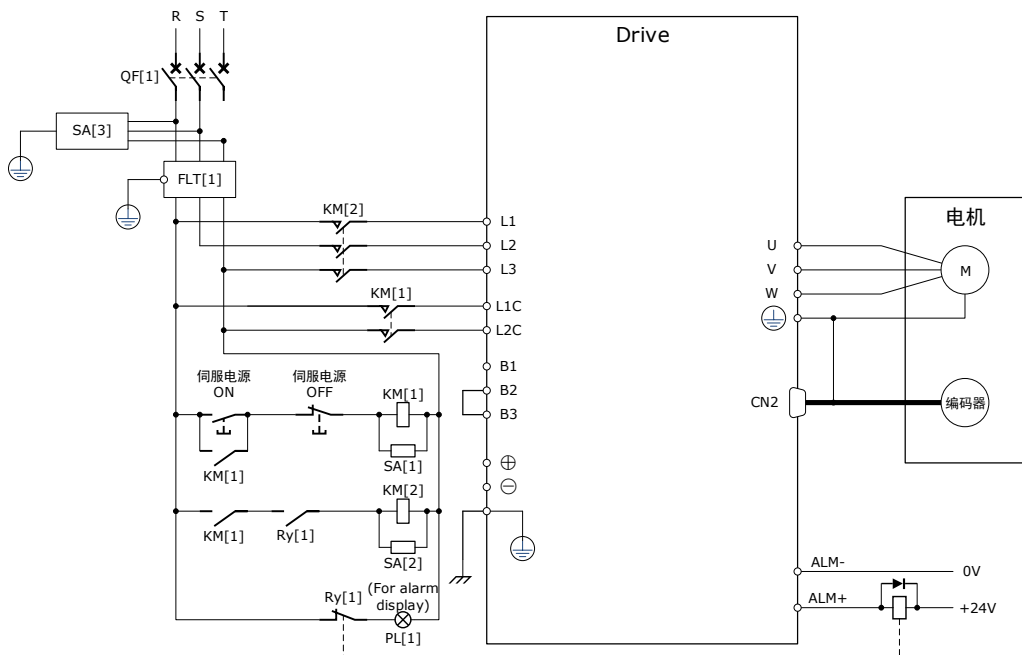 R S T
Drive
QF[1]
SA[3]
FLT[1]
KM[2]
L1
L2
L3
KM[1]
L1C
L2C
B1
B2
B3
U
V
W
CN2
电机
M
编码器
伺服电源
ON
伺服电源
OFF
KM[1]
SA[1]
KM[1]
KM[2]
KM[1]
Ry[1]
SA[2]
Ry[1]
(For alarm
display)
PL[1]
ALM-
0V
ALM+
+24V